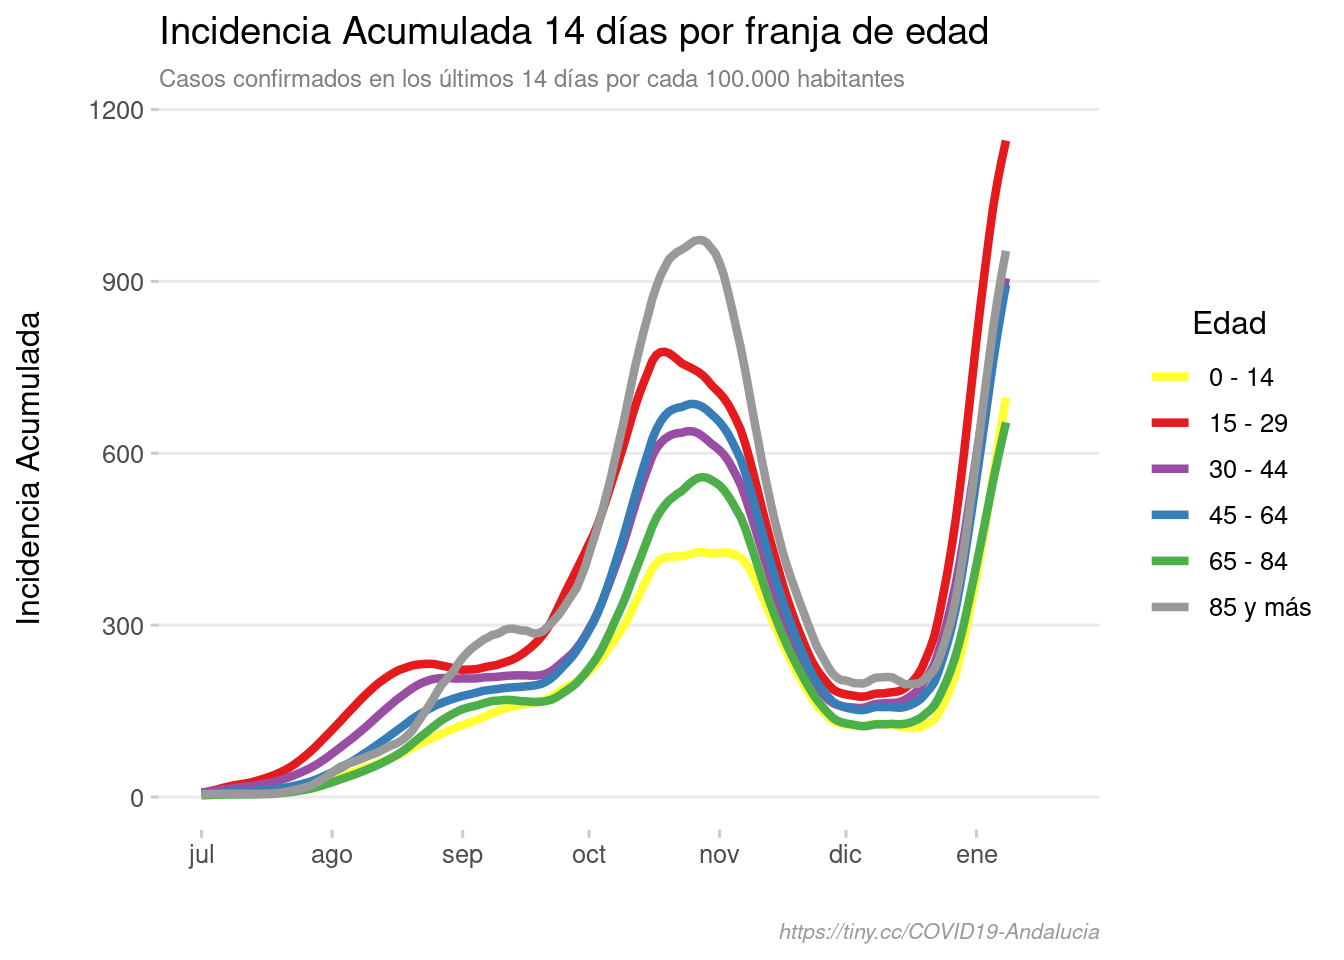 Incidencia Acumulada 14 días por franja de edad
Casos confirmados en los últimos 14 días por cada 100.000 habitantes
Incidencia Acumulada
1200
900
600
300
0
jul ago sep oct nov dic ene
Edad
0 - 14
15 - 29
30 - 44
45 - 64
65 - 84
85 y más
https://tiny.cc/COVID19-Andalucia